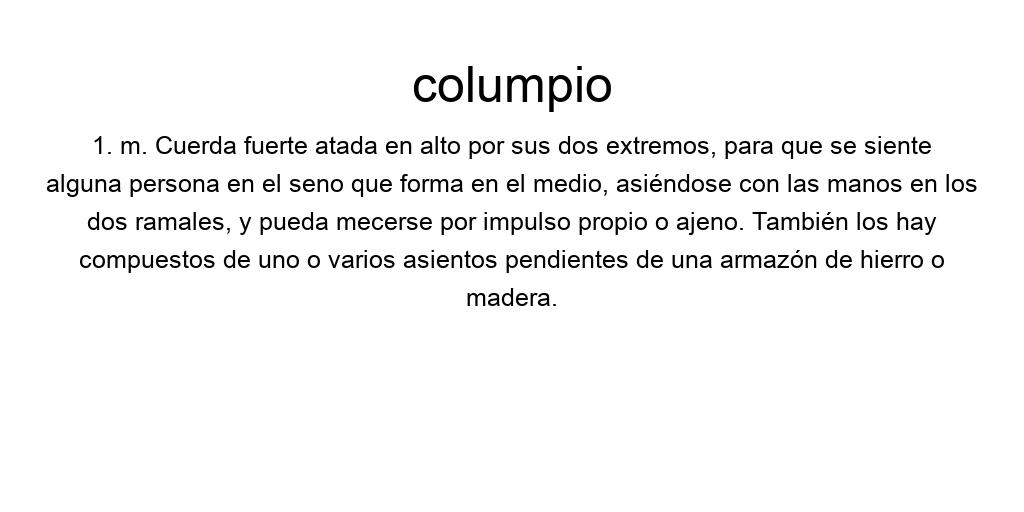 columpio
1. m. Cuerda fuerte atada en alto por sus dos extremos, para que se siente
alguna persona en el seno que forma en el medio, asiéndose con las manos en los
dos ramales, y pueda mecerse por impulso propio o ajeno. También los hay
compuestos de uno o varios asientos pendientes de una armazón de hierro o
madera.